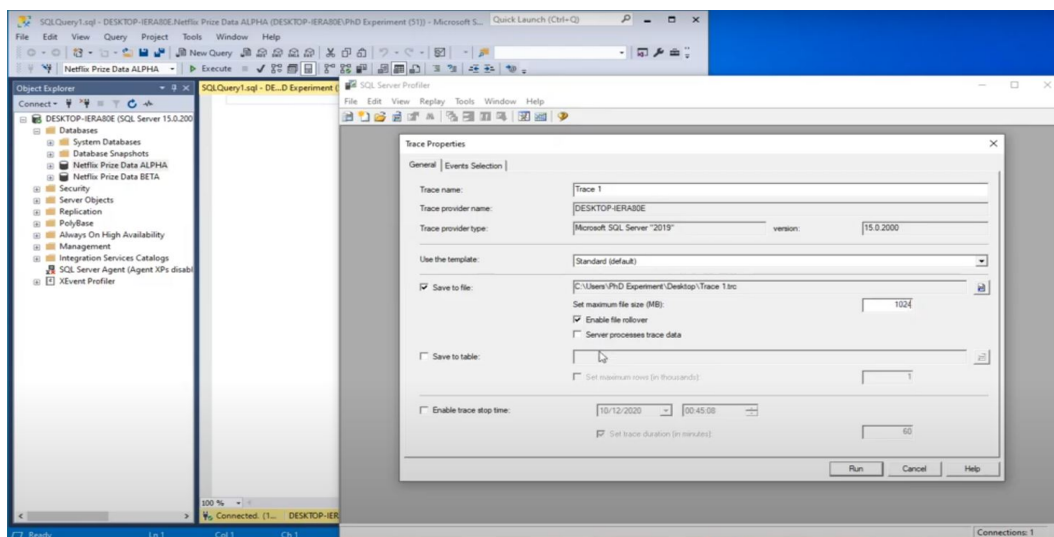 SQLQuery1.sql - DESKTOP-IERA80E.Netflix Prize Data ALPHA (DESKTOP-IERA80E\PhD Experiment (51)) - Microsoft S...
Quick Launch (Ctrl+Q)
File Edit View Query Project Tools Window Help
New Query
Netflix Prize Data ALPHA
Execute
Object Explorer
Connect
DESKTOP-IERA80E (SQL Server 15.0.200
Databases
System Databases
Database Snapshots
Netflix Prize Data ALPHA
Netflix Prize Data BETA
Security
Server Objects
Replication
PolyBase
Always On High Availability
Management
Integration Services Catalogs
SQL Server Agent (Agent XPs disabl
XEvent Profiler
SQLQuery1.sql - DE...D Experiment (
100 %
Connected. (1... DESKTOP-IER
Ready Ln 1 Col 1 Ch 1
SQL Server Profiler
File Edit View Replay Tools Window Help
Trace Properties
General Events Selection
Trace name: Trace 1
Trace provider name: DESKTOP-IERA80E
Trace provider type: Microsoft SQL Server "2019" version: 15.0.2000
Use the template: Standard (default)
Save to file: C:\Users\PhD Experiment\Desktop\Trace 1.trc
Set maximum file size (MB): 1024
Enable file rollover
Server processes trace data
Save to table:
Set maximum rows (in thousands): 1
Enable trace stop time: 10/12/2020 00:45:08
Set trace duration (in minutes): 60
Run Cancel Help
Connections: 1